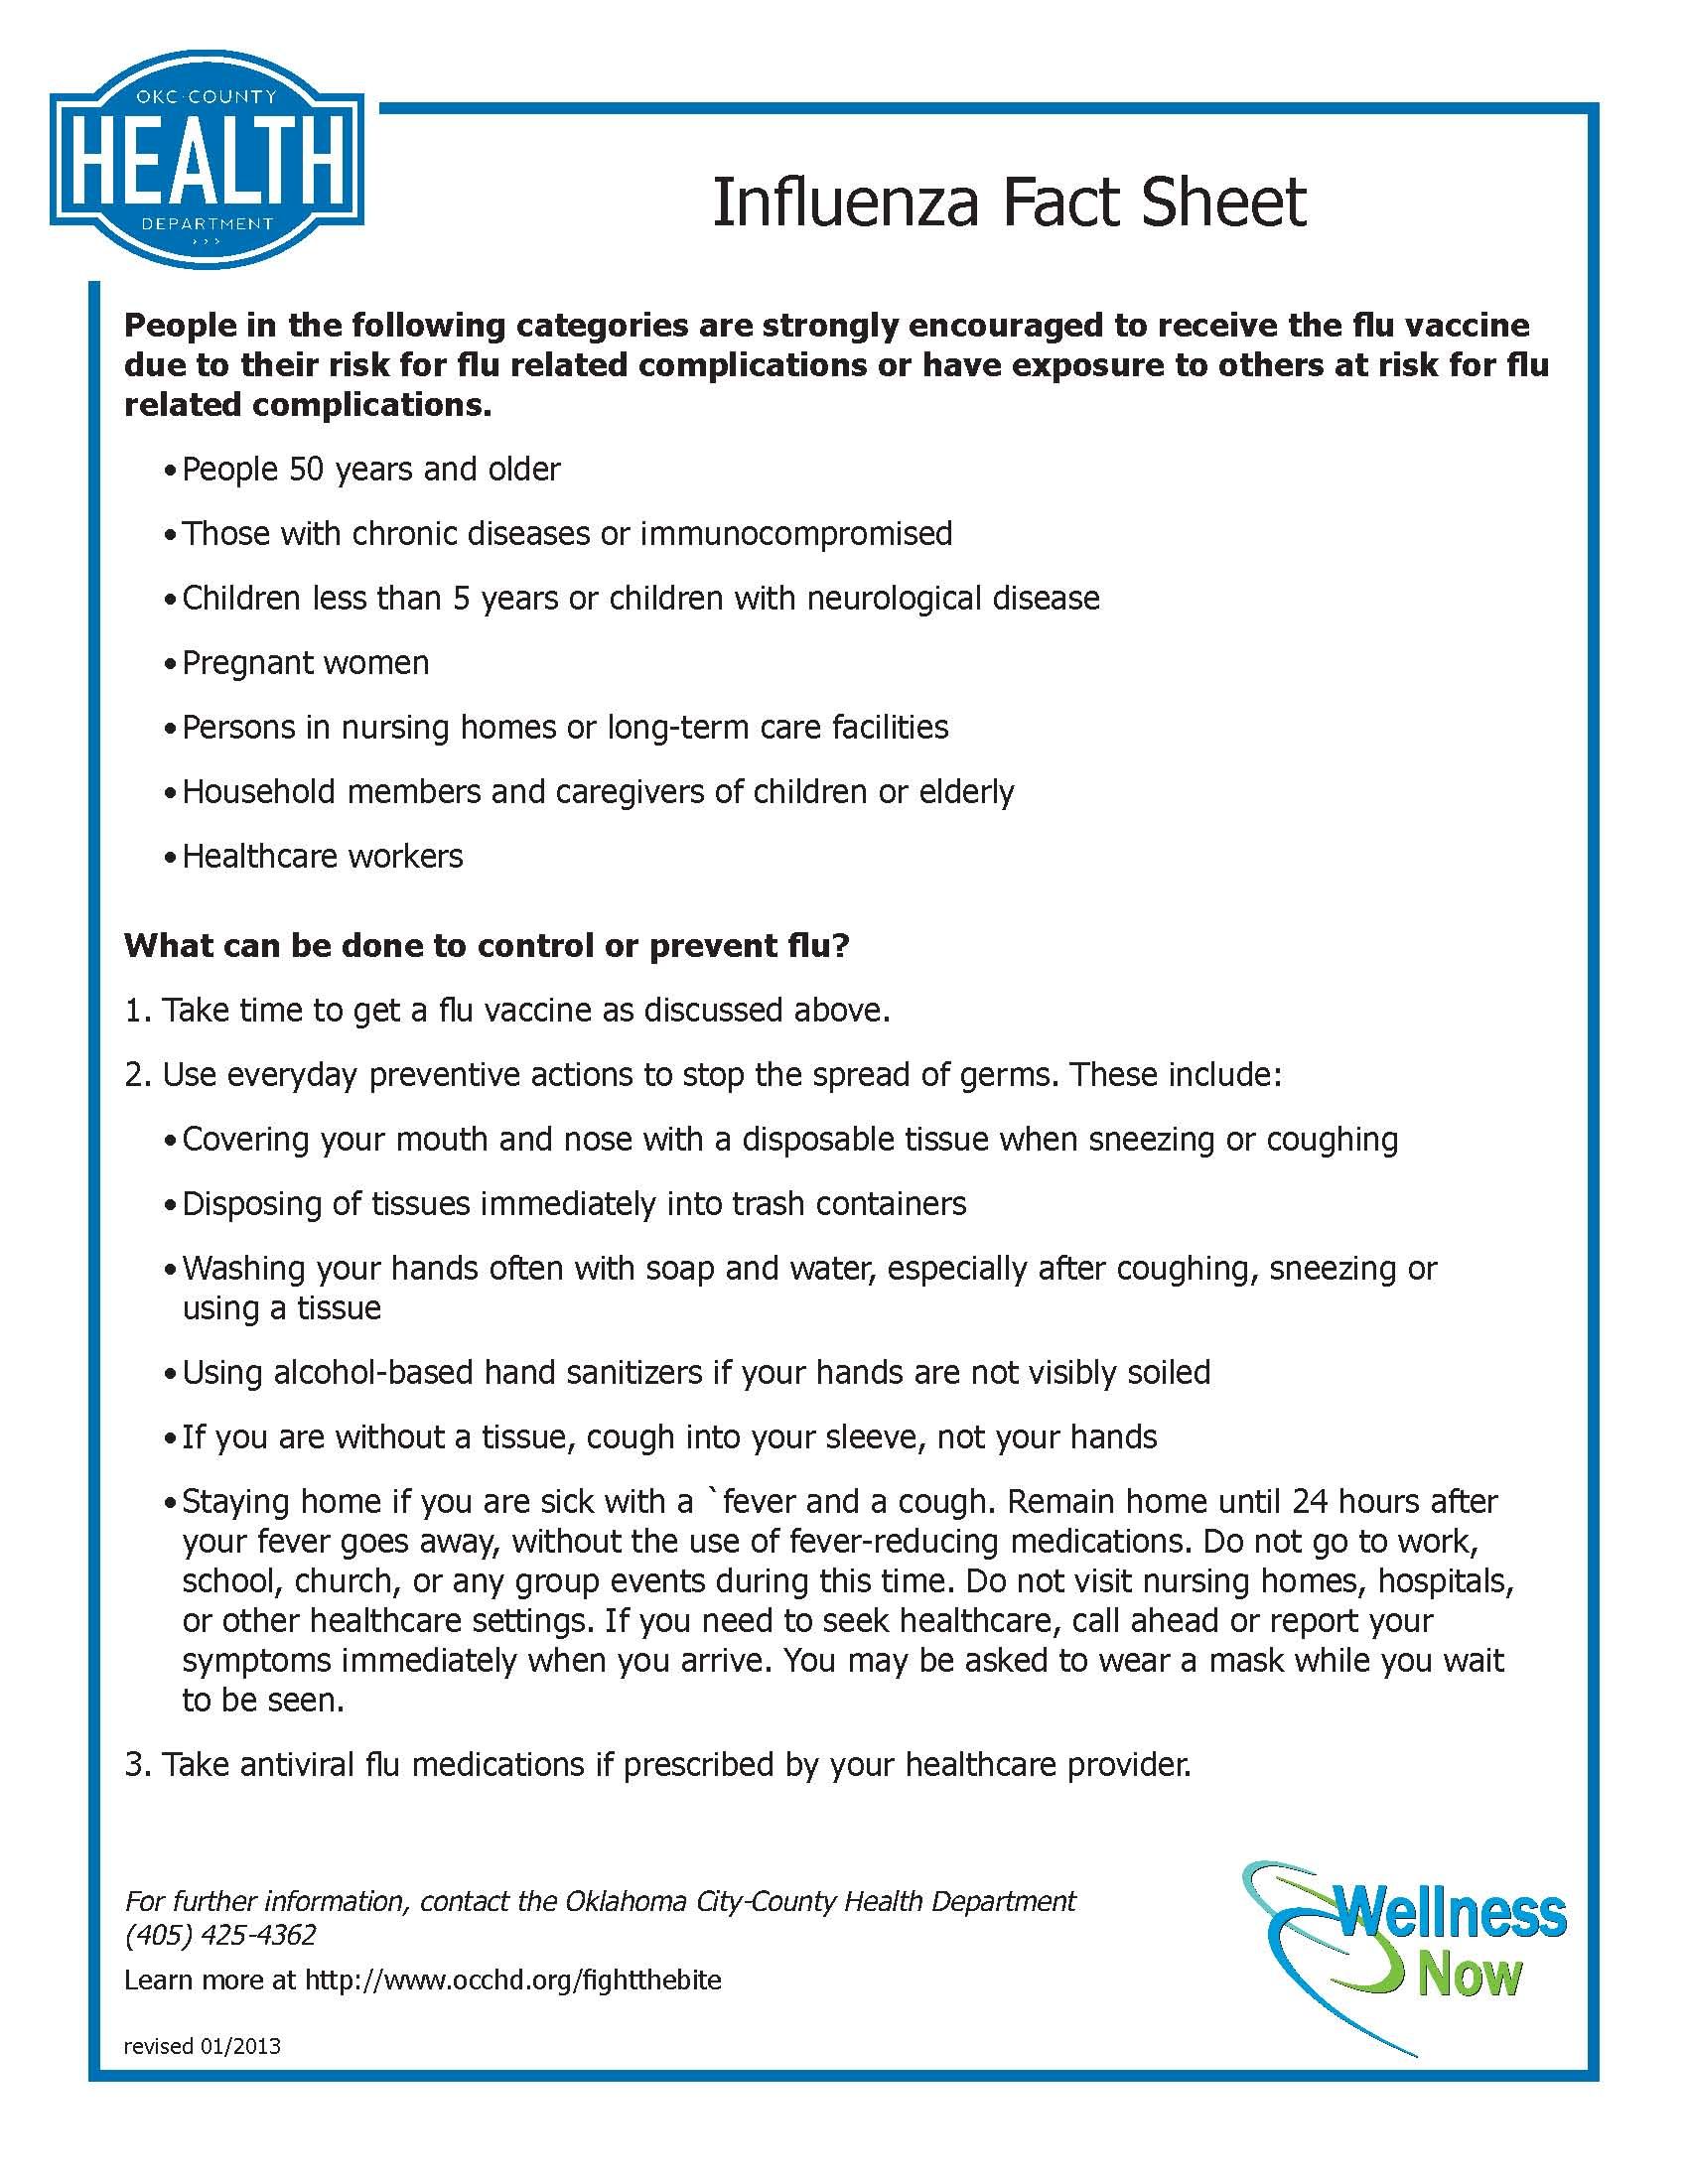 OKC·COUNTY
HEALTH
DEPARTMENT
›››
Influenza Fact Sheet
People in the following categories are strongly encouraged to receive the flu vaccine
due to their risk for flu related complications or have exposure to others at risk for flu
related complications.
•People 50 years and older
•Those with chronic diseases or immunocompromised
•Children less than 5 years or children with neurological disease
•Pregnant women
•Persons in nursing homes or long-term care facilities
•Household members and caregivers of children or elderly
•Healthcare workers
What can be done to control or prevent flu?
1. Take time to get a flu vaccine as discussed above.
2. Use everyday preventive actions to stop the spread of germs. These include:
•Covering your mouth and nose with a disposable tissue when sneezing or coughing
•Disposing of tissues immediately into trash containers
•Washing your hands often with soap and water, especially after coughing, sneezing or
using a tissue
•Using alcohol-based hand sanitizers if your hands are not visibly soiled
•If you are without a tissue, cough into your sleeve, not your hands
•Staying home if you are sick with a `fever and a cough. Remain home until 24 hours after
your fever goes away, without the use of fever-reducing medications. Do not go to work,
school, church, or any group events during this time. Do not visit nursing homes, hospitals,
or other healthcare settings. If you need to seek healthcare, call ahead or report your
symptoms immediately when you arrive. You may be asked to wear a mask while you wait
to be seen.
3. Take antiviral flu medications if prescribed by your healthcare provider.
For further information, contact the Oklahoma City-County Health Department
(405) 425-4362
Learn more at http://www.occhd.org/fightthebite
revised 01/2013
Wellness
Now